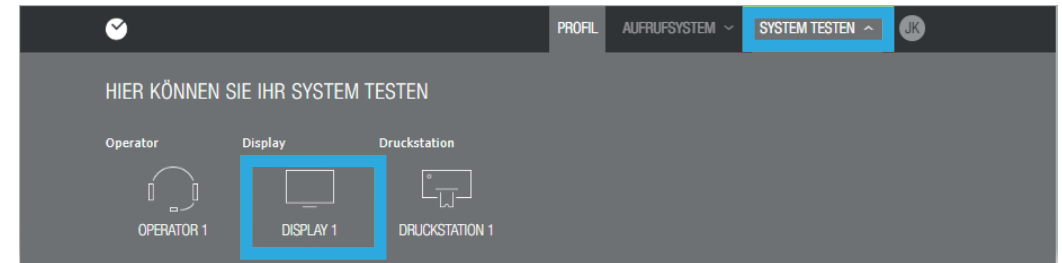 PROFIL AUFRUFSYSTEM SYSTEM TESTEN JK
HIER KÖNNEN SIE IHR SYSTEM TESTEN
Operator Display Druckstation
OPERATOR 1 DISPLAY 1 DRUCKSTATION 1